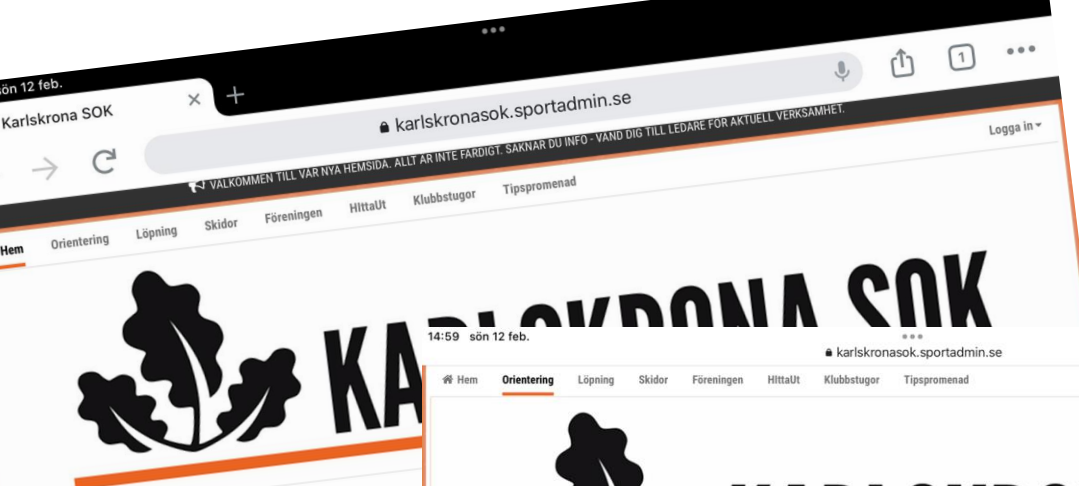 sön 12 feb.
Karlskrona SOK
karlskronasok.sportadmin.se
1
VÄLKOMMEN TILL VÅR NYA HEMSIDA. ALLT ÄR INTE FÄRDIGT. SAKNAR DU INFO - VÄND DIG TILL LEDARE FÖR AKTUELL VERKSAMHET.
Logga in
Hem Orientering Löpning Skidor Föreningen HIttaUt Klubbstugor Tipspromenad
KARLSKRONA SOK
14:59 sön 12 feb.
karlskronasok.sportadmin.se
Hem Orientering Löpning Skidor Föreningen HIttaUt Klubbstugor Tipspromenad